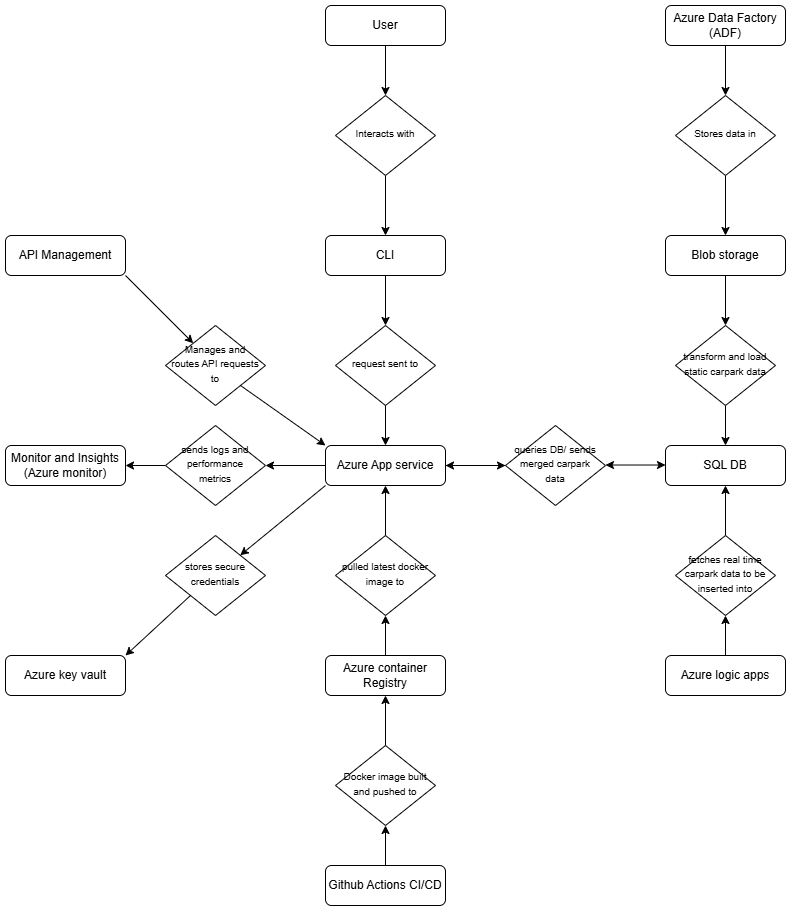 User
Azure Data Factory
(ADF)
Interacts with
Stores data in
API Management
CLI
Blob storage
Manages and
routes API requests
to
request sent to
transform and load
static carpark data
Monitor and Insights
(Azure monitor)
sends logs and
performance
metrics
Azure App service
queries DB/ sends
merged carpark
data
SQL DB
stores secure
credentials
pulled latest docker
image to
fetches real time
carpark data to be
inserted into
Azure key vault
Azure container
Registry
Azure logic apps
Docker image built
and pushed to
Github Actions CI/CD